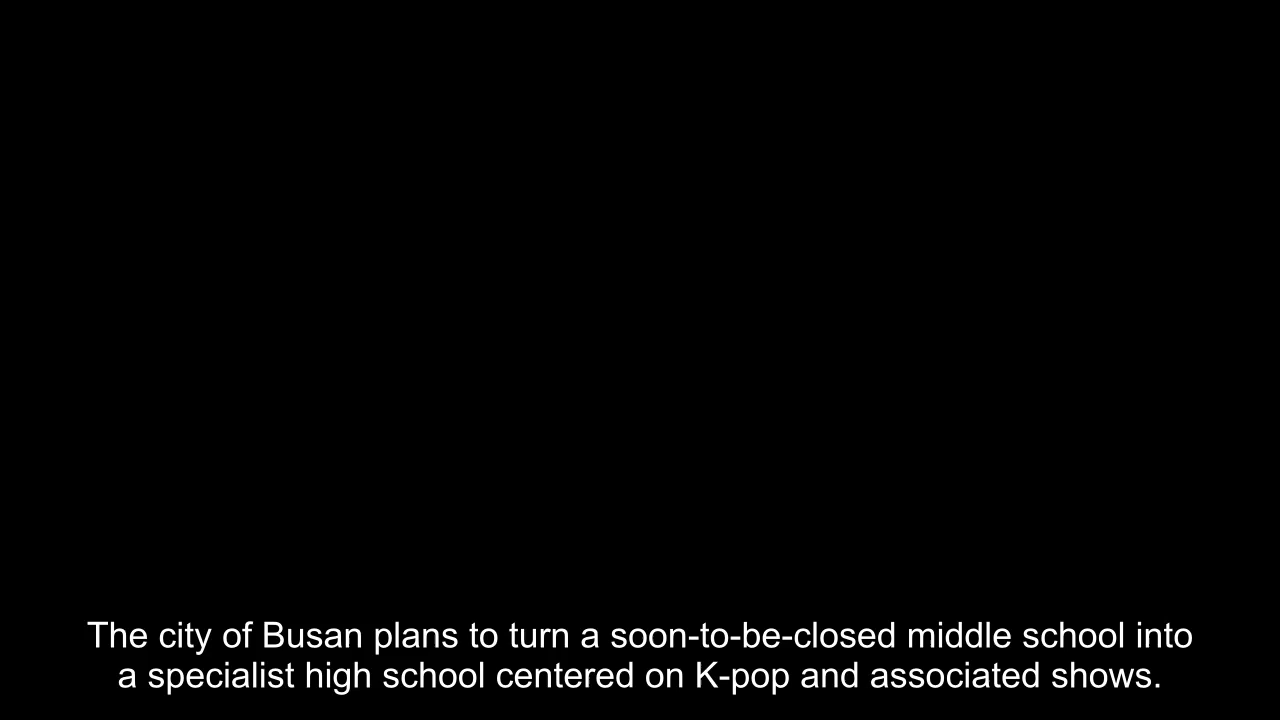 The city of Busan plans to turn a soon-to-be-closed middle school into
a specialist high school centered on K-pop and associated shows.